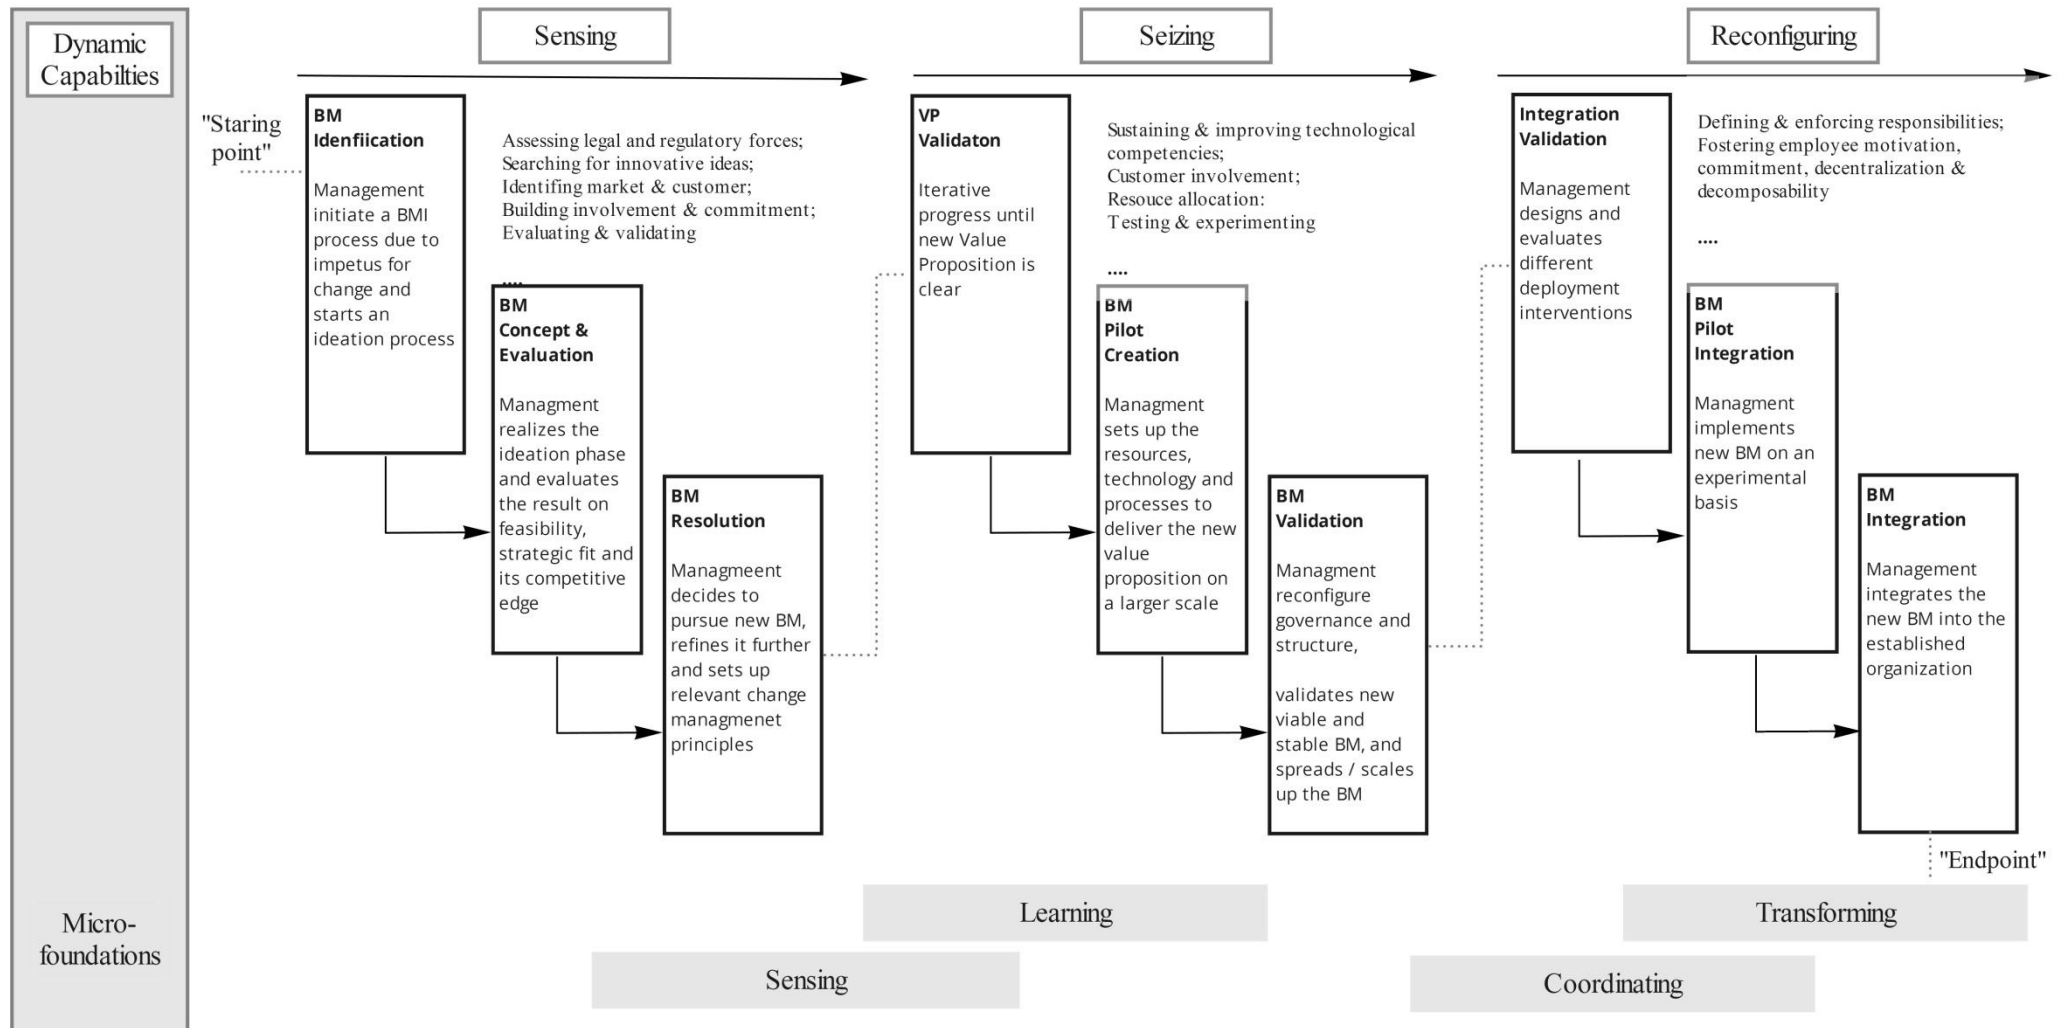 Dynamic
Capabilties
Sensing
Seizing
Reconfiguring
"Staring
point"
BM
Idenfiication
Management
initiate a BMI
process due to
impetus for
change and
starts an
ideation process
Assessing legal and regulatory forces;
Searching for innovative ideas;
Identifing market & customer;
Building involvement & commitment;
Evaluating & validating
....
BM
Concept &
Evaluation
Managment
realizes the
ideation phase
and evaluates
the result on
feasibility,
strategic fit and
its competitive
edge
BM
Resolution
Managmeent
decides to
pursue new BM,
refines it further
and sets up
relevant change
managmenet
principles
VP
Validaton
Iterative
progress until
new Value
Proposition is
clear
Sustaining & improving technological
competencies;
Customer involvement;
Resouce allocation:
Testing & experimenting
....
BM
Pilot
Creation
Managment
sets up the
resources,
technology and
processes to
deliver the new
value
proposition on
a larger scale
BM
Validation
Managment
reconfigure
governance and
structure,
validates new
viable and
stable BM, and
spreads / scales
up the BM
Integration
Validation
Management
designs and
evaluates
different
deployment
interventions
Defining & enforcing responsibilities;
Fostering employee motivation,
commitment, decentralization &
decomposability
....
BM
Pilot
Integration
Managment
implements
new BM on an
experimental
basis
BM
Integration
Management
integrates the
new BM into the
established
organization
"Endpoint"
Micro-
foundations
Learning
Transforming
Sensing
Coordinating